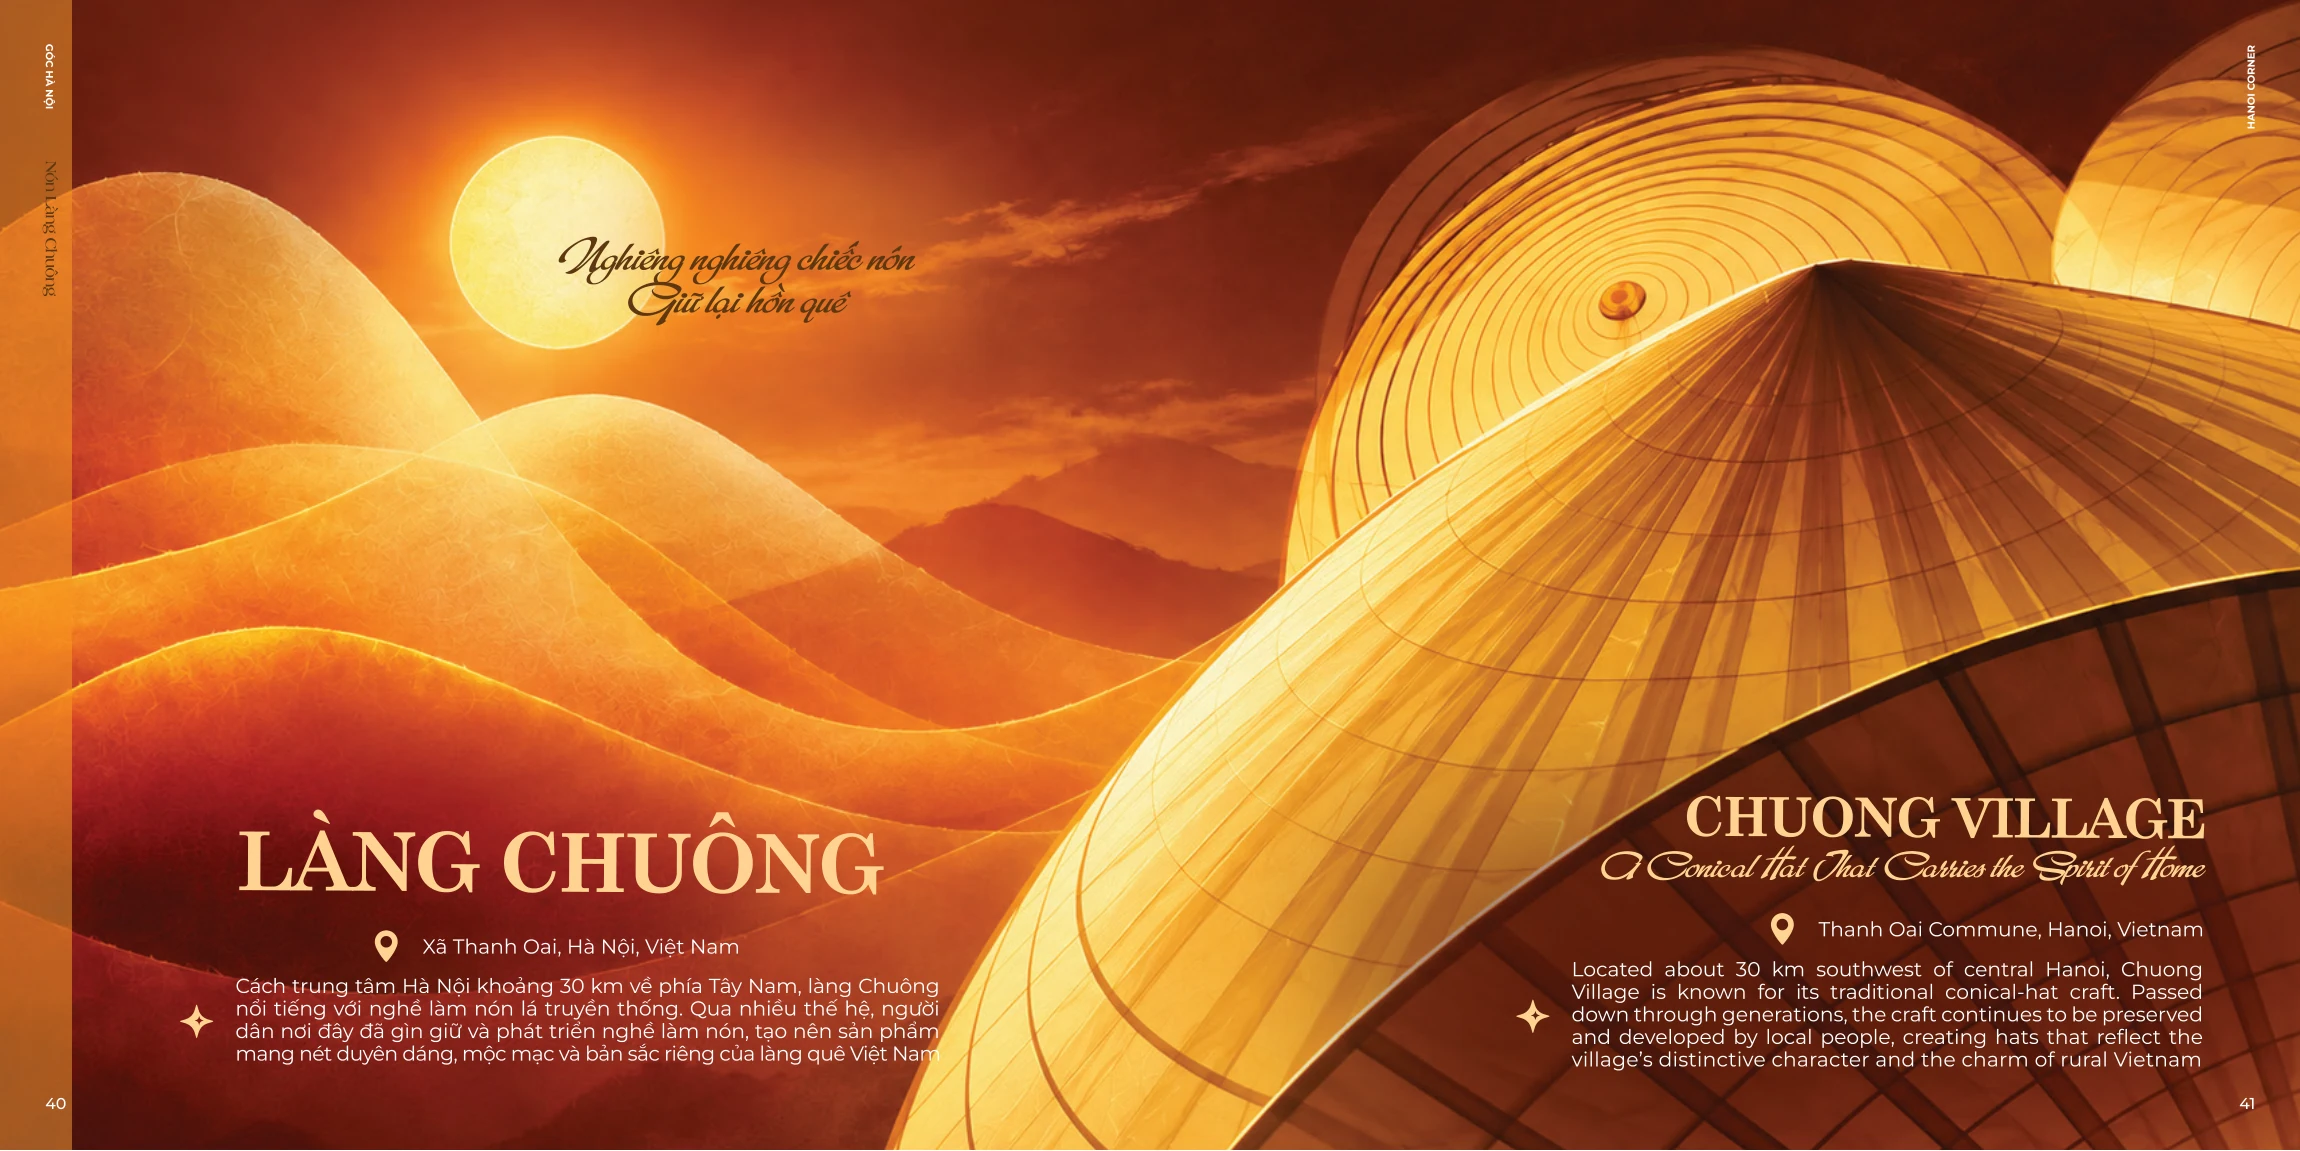 GÓC HÀ NỘI
Nón Làng Chuông
Nghiêng nghiêng chiếc nón
Giữ lại hồn quê
LÀNG CHUÔNG
Xã Thanh Oai, Hà Nội, Việt Nam
Cách trung tâm Hà Nội khoảng 30 km về phía Tây Nam, làng Chuông
nổi tiếng với nghề làm nón lá truyền thống. Qua nhiều thế hệ, người
dân nơi đây đã gìn giữ và phát triển nghề làm nón, tạo nên sản phẩm
mang nét duyên dáng, mộc mạc và bản sắc riêng của làng quê Việt Nam
40
HANOI CORNER
CHUONG VILLAGE
A Conical Hat That Carries the Spirit of Home
Thanh Oai Commune, Hanoi, Vietnam
Located about 30 km southwest of central Hanoi, Chuong
Village is known for its traditional conical-hat craft. Passed
down through generations, the craft continues to be preserved
and developed by local people, creating hats that reflect the
village’s distinctive character and the charm of rural Vietnam
41